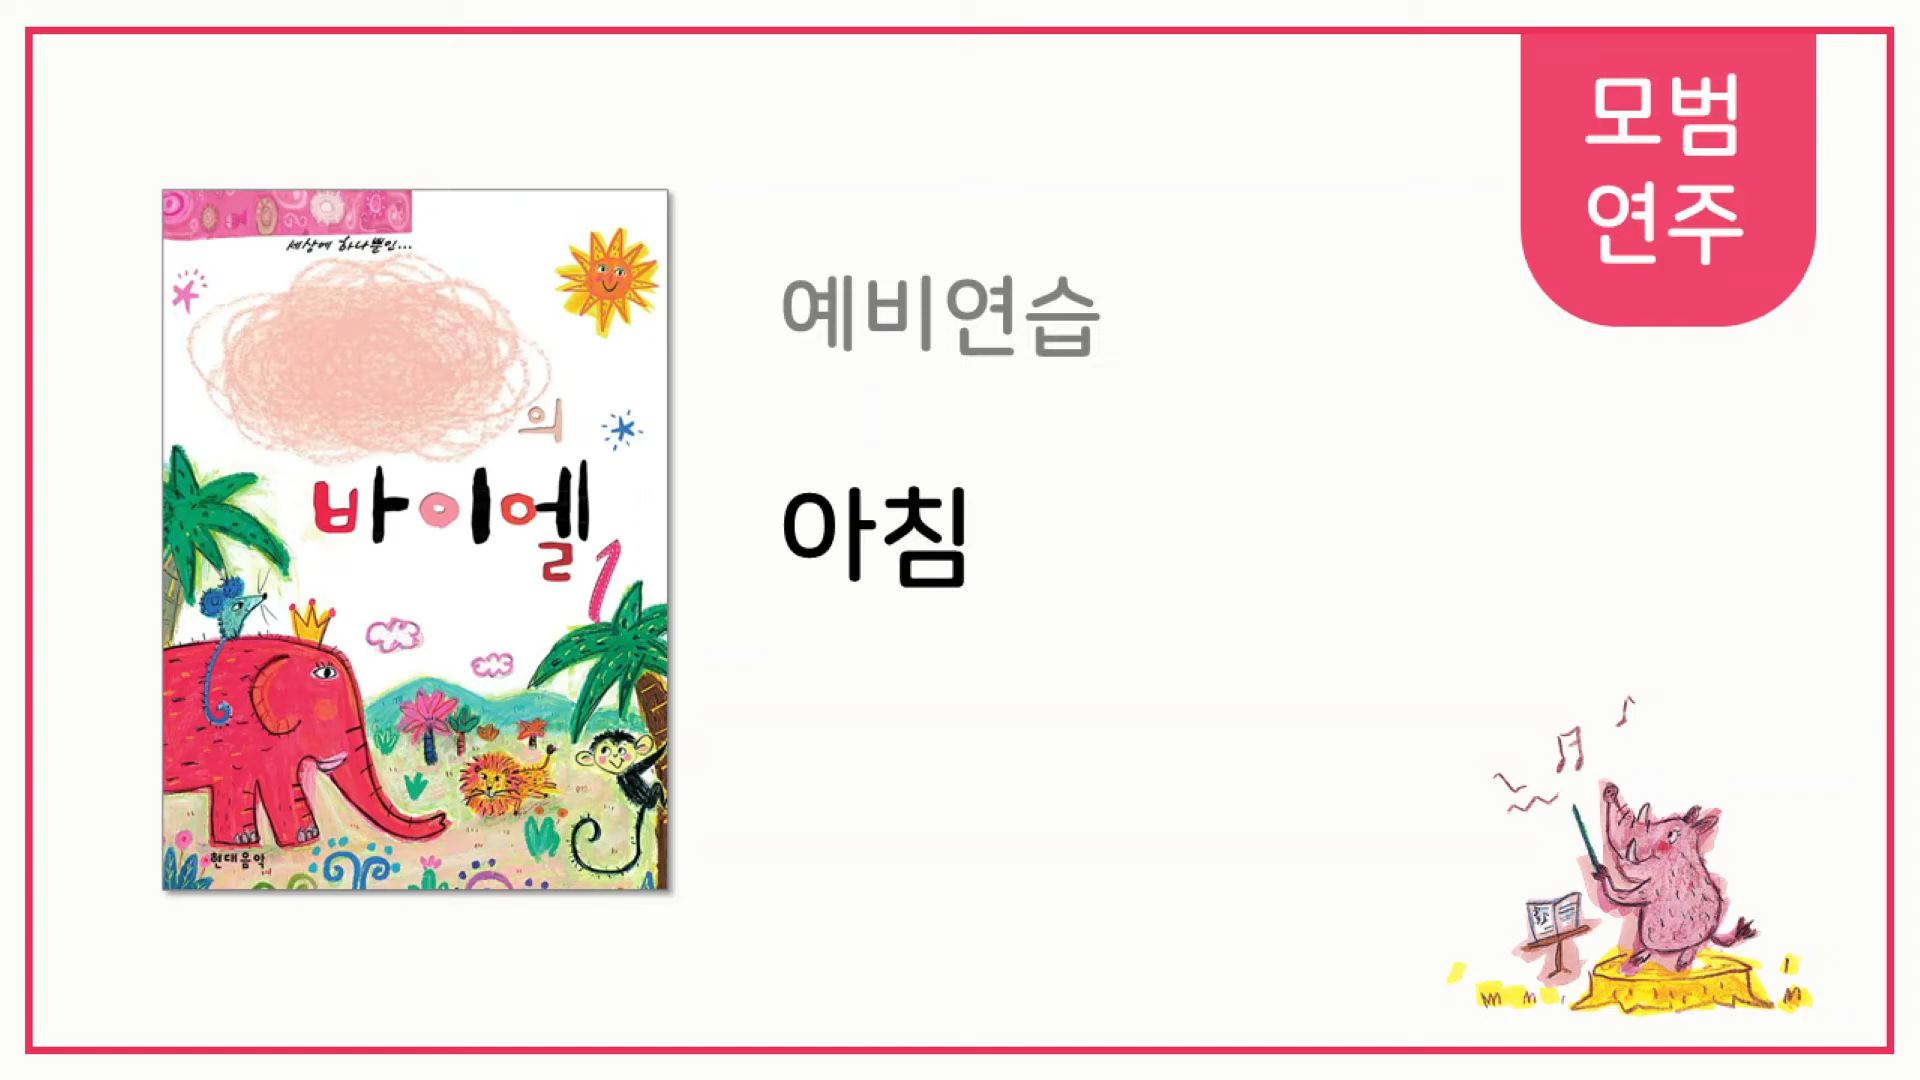 모범
연주
세상에 하나뿐인...
의
바이엘
1
현대음악
예비연습
아침